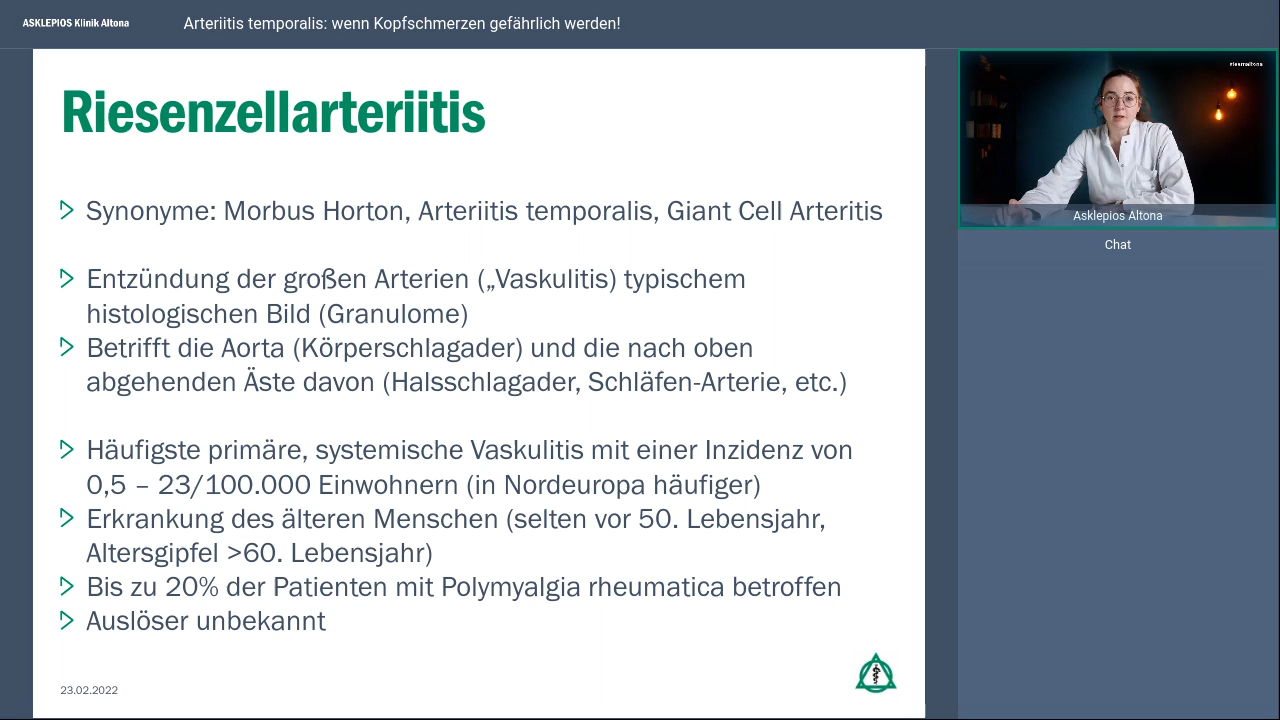 ASKLEPIOS Klinik Altona
Arteriitis temporalis: wenn Kopfschmerzen gefährlich werden!
Riesenzellarteriitis
Synonyme: Morbus Horton, Arteriitis temporalis, Giant Cell Arteritis
Entzündung der großen Arterien („Vaskulitis) typischem
histologischen Bild (Granulome)
Betrifft die Aorta (Körperschlagader) und die nach oben
abgehenden Äste davon (Halsschlagader, Schläfen-Arterie, etc.)
Häufigste primäre, systemische Vaskulitis mit einer Inzidenz von
0,5 – 23/100.000 Einwohnern (in Nordeuropa häufiger)
Erkrankung des älteren Menschen (selten vor 50. Lebensjahr,
Altersgipfel >60. Lebensjahr)
Bis zu 20% der Patienten mit Polymyalgia rheumatica betroffen
Auslöser unbekannt
23.02.2022
#teamaltona
Asklepios Altona
Chat